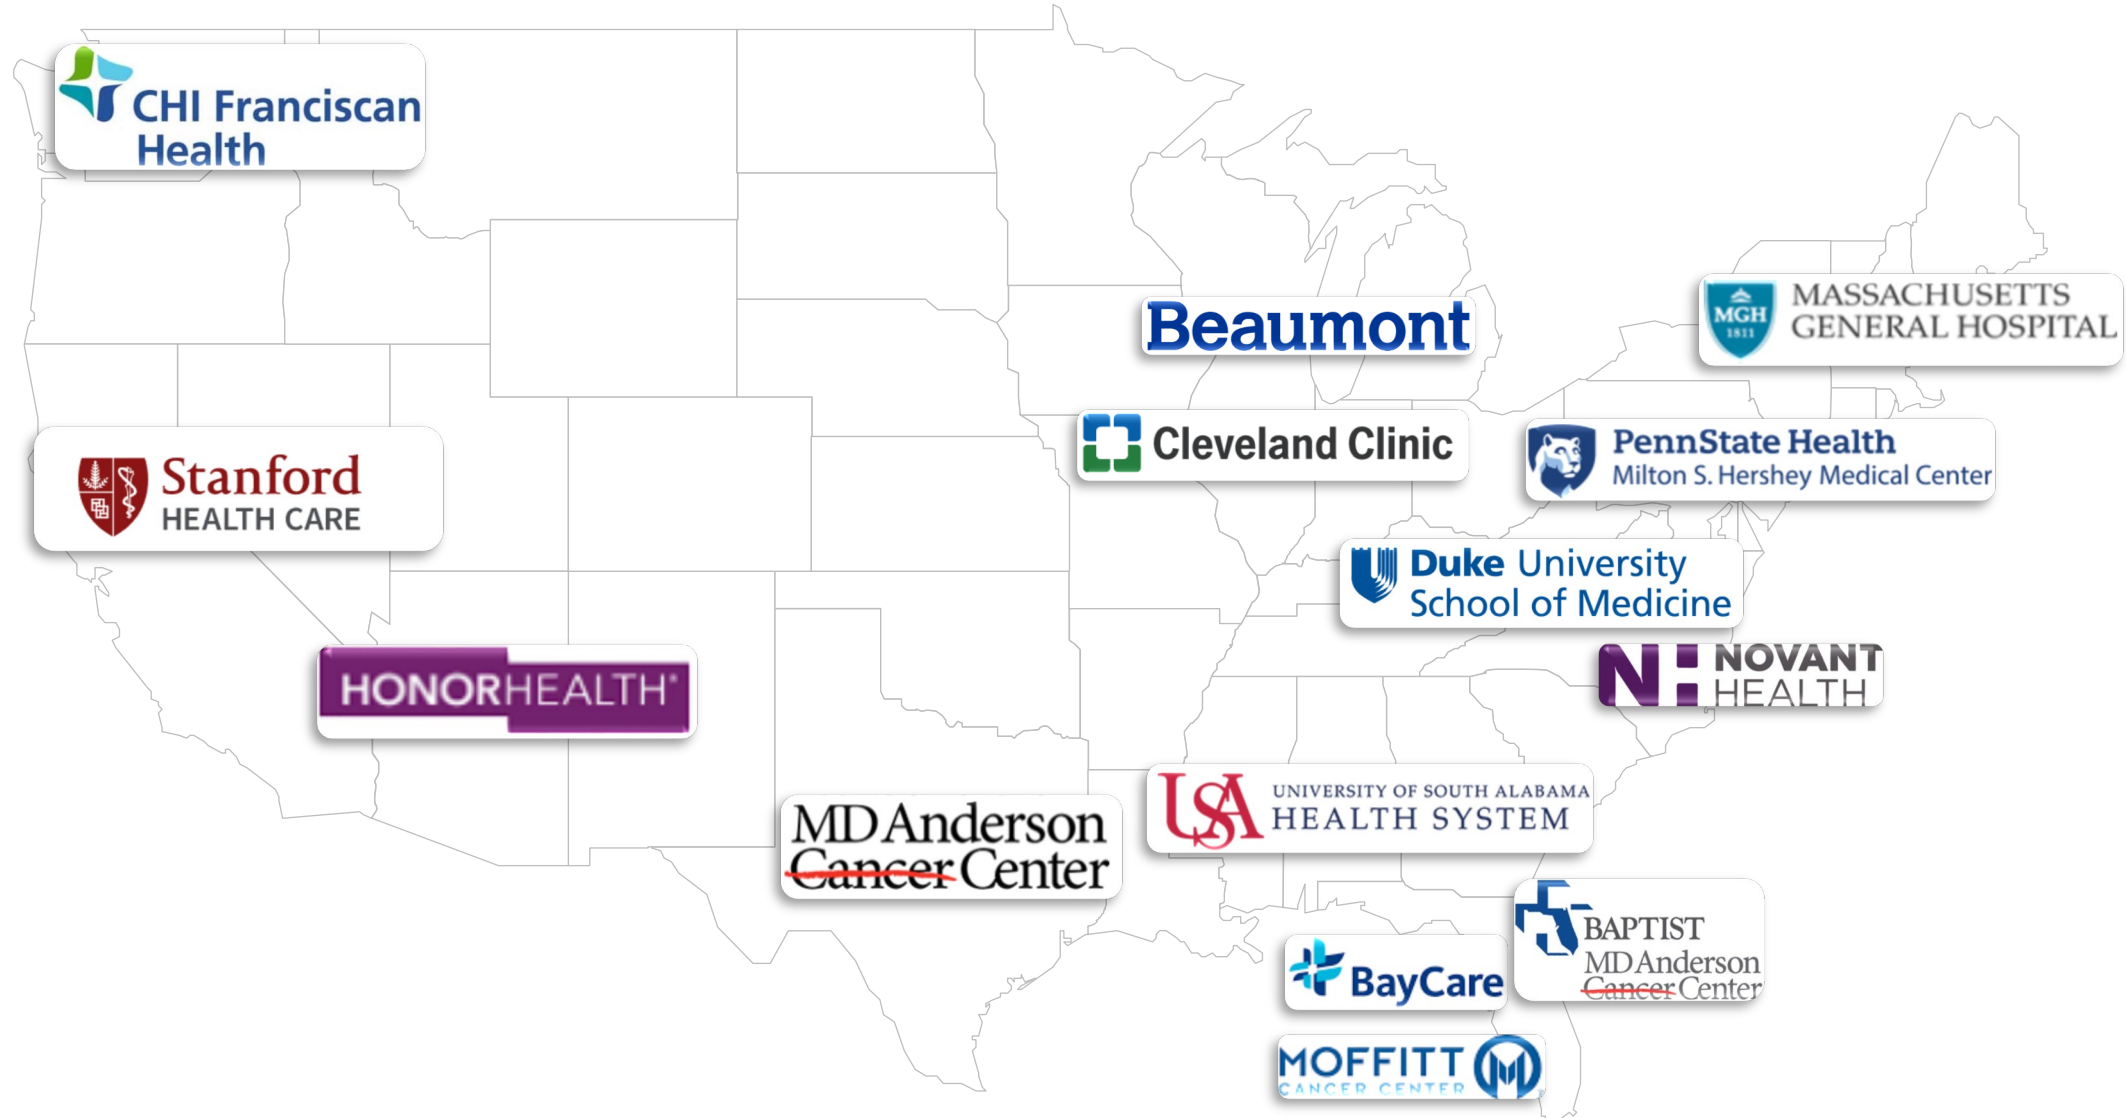 CHI Franciscan
Health
MGH
1811
MASSACHUSETTS
GENERAL HOSPITAL
Beaumont
Cleveland Clinic
PennState Health
Milton S. Hershey Medical Center
Stanford
HEALTH CARE
Duke University
School of Medicine
HONORHEALTH®
NH NOVANT
HEALTH
USA
UNIVERSITY OF SOUTH ALABAMA
HEALTH SYSTEM
MD Anderson
Cancer Center
BAPTIST
MD Anderson
Cancer Center
BayCare
MOFFITT M
CANCER CENTER